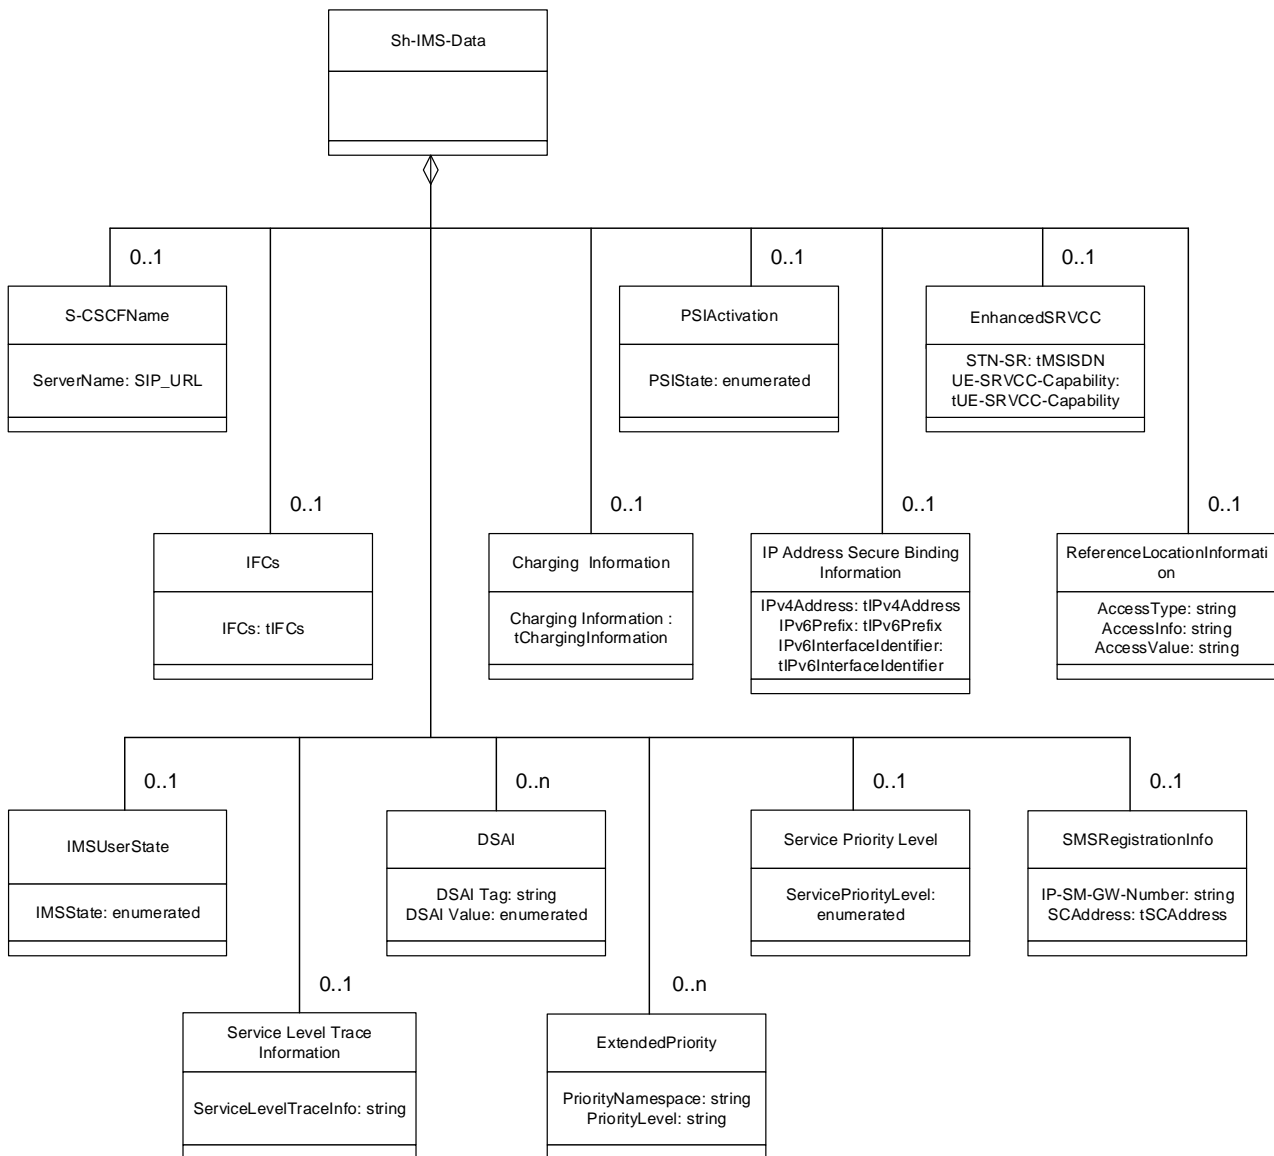 Sh-IMS-Data
0..1
0..1
0..1
S-CSCFName
ServerName: SIP_URL
PSIActivation
PSIState: enumerated
EnhancedSRVCC
STN-SR: tMSISDN
UE-SRVCC-Capability:
tUE-SRVCC-Capability
0..1
0..1
0..1
0..1
IFCs
IFCs: tIFCs
Charging Information
Charging Information :
tChargingInformation
IP Address Secure Binding
Information
IPv4Address: tIPv4Address
IPv6Prefix: tIPv6Prefix
IPv6InterfaceIdentifier:
tIPv6InterfaceIdentifier
ReferenceLocationInformati
on
AccessType: string
AccessInfo: string
AccessValue: string
0..1
0..n
0..1
0..1
IMSUserState
IMSState: enumerated
DSAI
DSAI Tag: string
DSAI Value: enumerated
Service Priority Level
ServicePriorityLevel:
enumerated
SMSRegistrationInfo
IP-SM-GW-Number: string
SCAddress: tSCAddress
0..1
0..n
Service Level Trace
Information
ServiceLevelTraceInfo: string
ExtendedPriority
PriorityNamespace: string
PriorityLevel: string